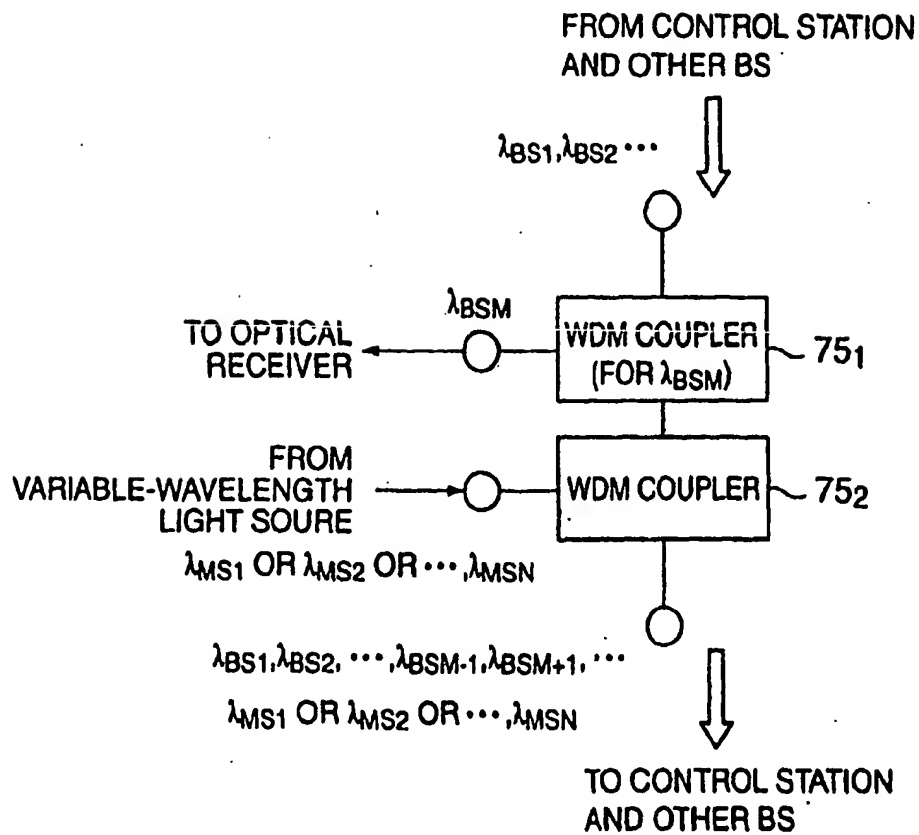 FROM CONTROL STATION
AND OTHER BS
λBS1,λBS2 •••
λBSM
TO OPTICAL
RECEIVER
WDM COUPLER
(FOR λBSM)
75₁
FROM
VARIABLE-WAVELENGTH
LIGHT SOURE
WDM COUPLER
75₂
λMS1 OR λMS2 OR •••,λMSN
λBS1,λBS2, •••,λBSM-1,λBSM+1, •••
λMS1 OR λMS2 OR •••,λMSN
TO CONTROL STATION
AND OTHER BS